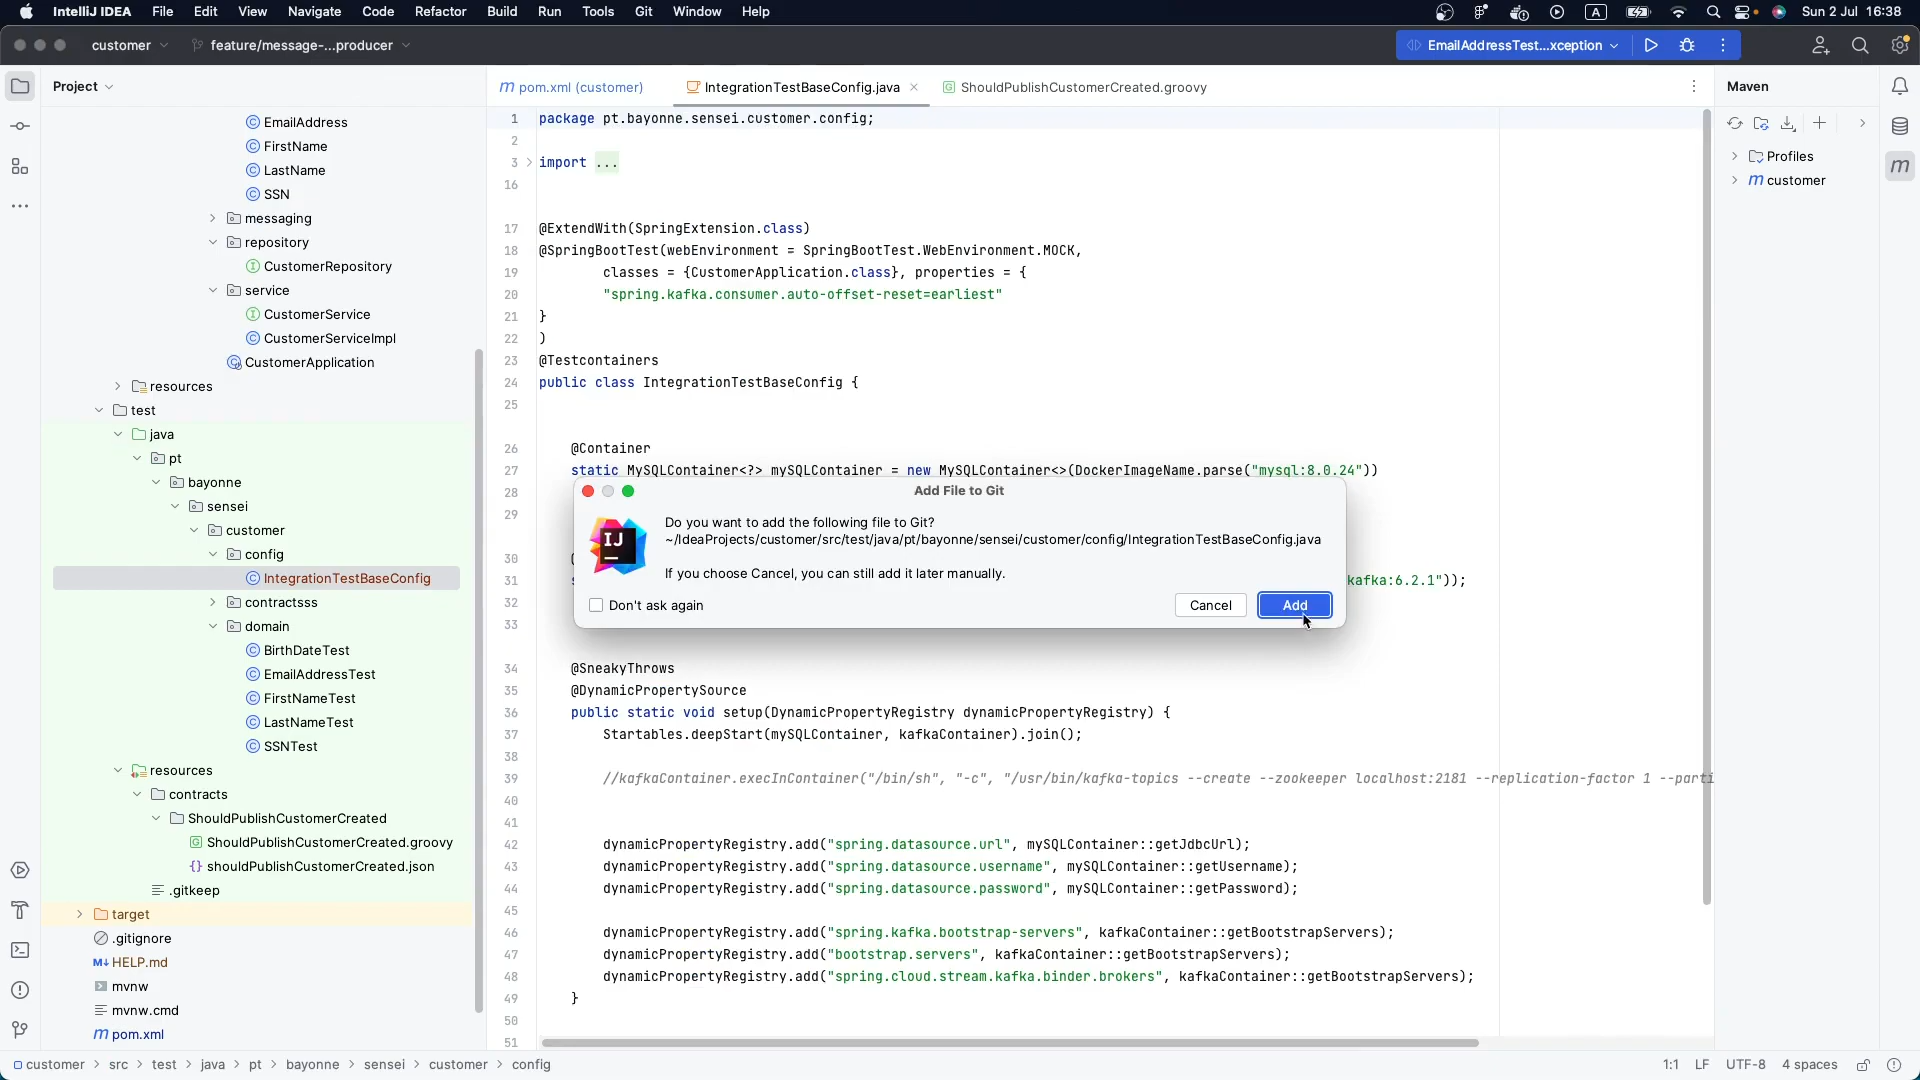 IntelliJ IDEA File Edit View Navigate Code Refactor Build Run Tools Git Window Help
A
Sun 2 Jul 16:38
customer
feature/message-...producer
EmailAddressTest...xception
Project
m pom.xml (customer)
IntegrationTestBaseConfig.java
ShouldPublishCustomerCreated.groovy
Maven
EmailAddress
FirstName
LastName
SSN
messaging
repository
CustomerRepository
service
CustomerService
CustomerServiceImpl
CustomerApplication
resources
test
java
pt
bayonne
sensei
customer
config
IntegrationTestBaseConfig
contractsss
domain
BirthDateTest
EmailAddressTest
FirstNameTest
LastNameTest
SSNTest
resources
contracts
ShouldPublishCustomerCreated
ShouldPublishCustomerCreated.groovy
{} shouldPublishCustomerCreated.json
.gitkeep
target
.gitignore
M↓ HELP.md
mvnw
mvnw.cmd
m pom.xml
1 package pt.bayonne.sensei.customer.config;
2
3 import ...
16
17 @ExtendWith(SpringExtension.class)
18 @SpringBootTest(webEnvironment = SpringBootTest.WebEnvironment.MOCK,
19 classes = {CustomerApplication.class}, properties = {
20 "spring.kafka.consumer.auto-offset-reset=earliest"
21 }
22 )
23 @Testcontainers
24 public class IntegrationTestBaseConfig {
25
26 @Container
27 static MySQLContainer<?> mySQLContainer = new MySQLContainer<>(DockerImageName.parse("mysql:8.0.24"))
28
29
30
31 kafka:6.2.1"));
32
33
34 @SneakyThrows
35 @DynamicPropertySource
36 public static void setup(DynamicPropertyRegistry dynamicPropertyRegistry) {
37 Startables.deepStart(mySQLContainer, kafkaContainer).join();
38
39 //kafkaContainer.execInContainer("/bin/sh", "-c", "/usr/bin/kafka-topics --create --zookeeper localhost:2181 --replication-factor 1 --parti
40
41
42 dynamicPropertyRegistry.add("spring.datasource.url", mySQLContainer::getJdbcUrl);
43 dynamicPropertyRegistry.add("spring.datasource.username", mySQLContainer::getUsername);
44 dynamicPropertyRegistry.add("spring.datasource.password", mySQLContainer::getPassword);
45
46 dynamicPropertyRegistry.add("spring.kafka.bootstrap-servers", kafkaContainer::getBootstrapServers);
47 dynamicPropertyRegistry.add("bootstrap.servers", kafkaContainer::getBootstrapServers);
48 dynamicPropertyRegistry.add("spring.cloud.stream.kafka.binder.brokers", kafkaContainer::getBootstrapServers);
49 }
50
51
Add File to Git
IJ
Do you want to add the following file to Git?
~/IdeaProjects/customer/src/test/java/pt/bayonne/sensei/customer/config/IntegrationTestBaseConfig.java
If you choose Cancel, you can still add it later manually.
Don't ask again
Cancel
Add
Profiles
m customer
m
customer > src > test > java > pt > bayonne > sensei > customer > config
1:1 LF UTF-8 4 spaces